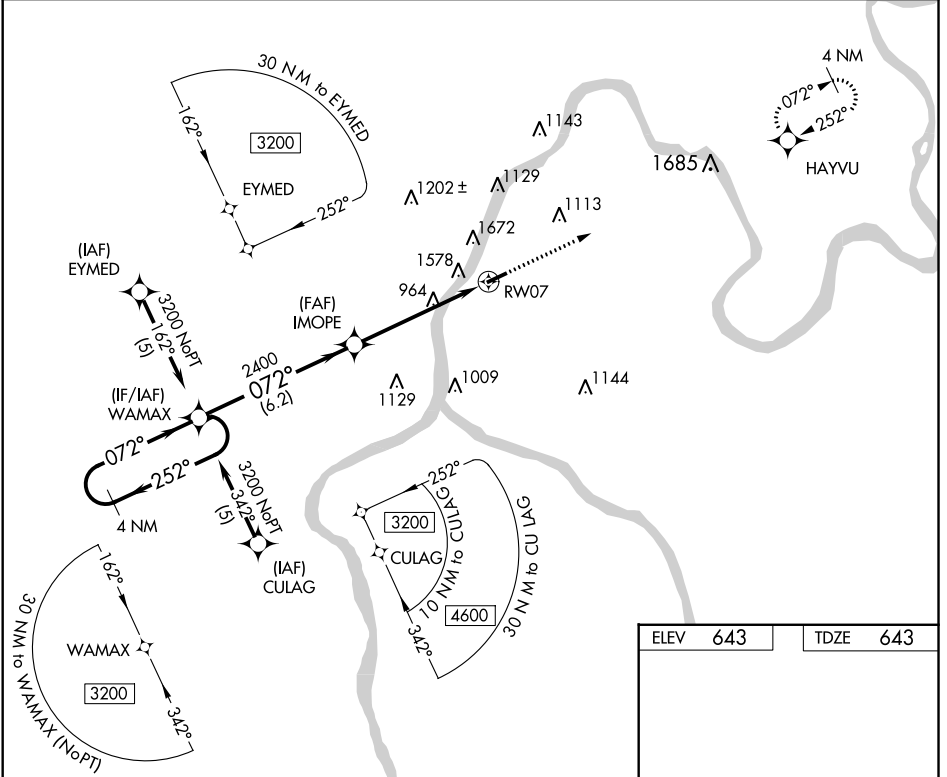 4 NM
072°
252°
HAYVU
30 NM to EYMED
162°
3200
EYMED
252°
1143
1129
1202 ±
1685
1113
1672
1578
964
RW07
(IAF)
EYMED
3200 NoPT
162°
(5)
(FAF)
IMOPE
2400
072°
(6.2)
(IF/IAF)
WAMAX
072°
252°
4 NM
3200 NoPT
342°
(5)
(IAF)
CULAG
1129
1009
1144
252°
3200
CULAG
10 NM to CULAG
4600
30 NM to CULAG
342°
162°
WAMAX
3200
342°
30 NM to WAMAX (NoPT)
ELEV 643
TDZE 643